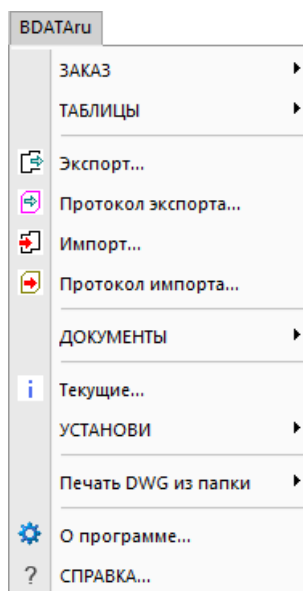 BDATAru
ЗАКАЗ
ТАБЛИЦЫ
Экспорт...
Протокол экспорта...
Импорт...
Протокол импорта...
ДОКУМЕНТЫ
Текущие...
УСТАНОВИ
Печать DWG из папки
О программе...
СПРАВКА...